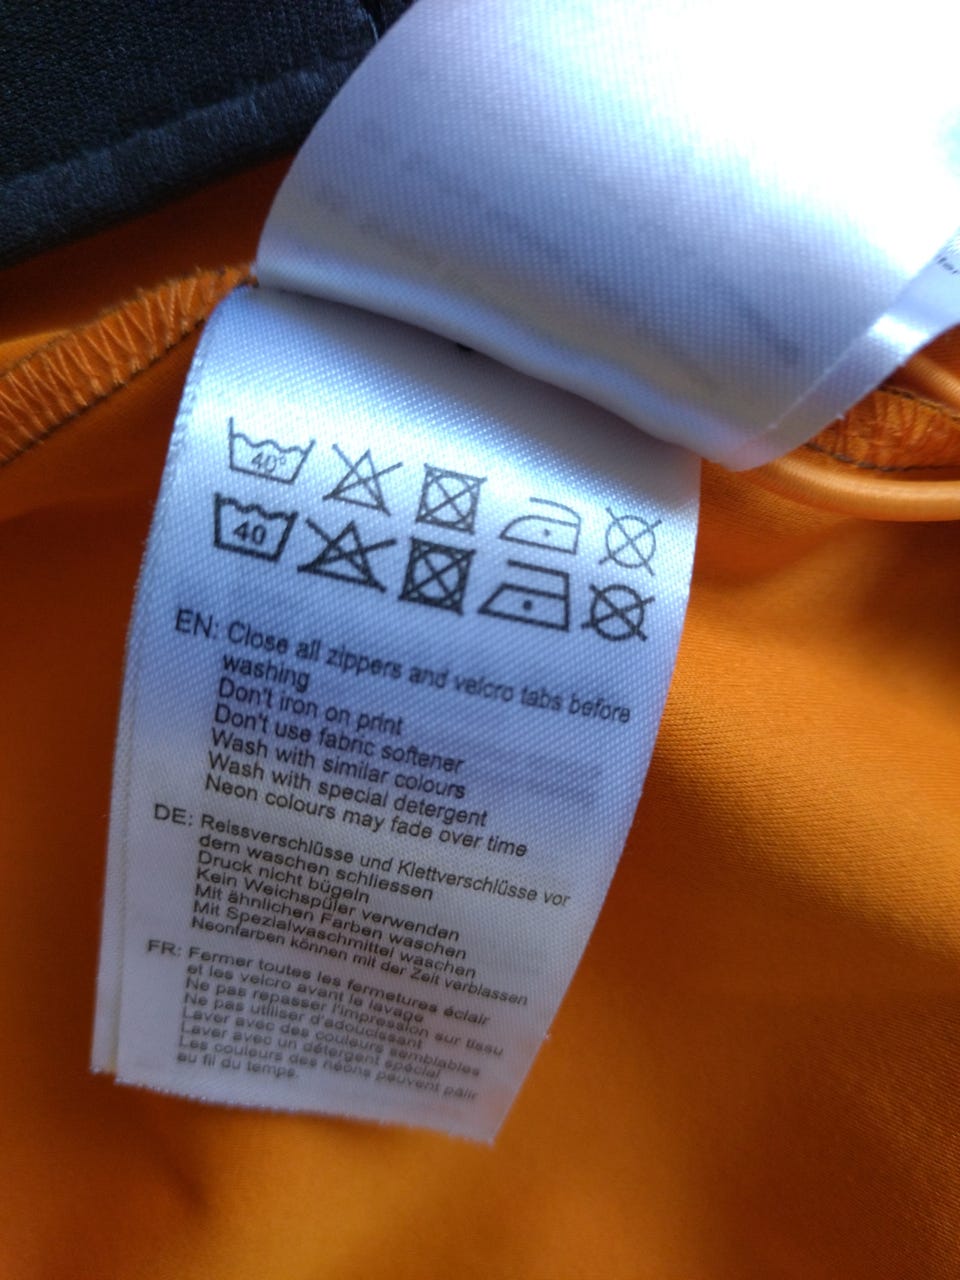 40°
40
EN: Close all zippers and velcro tabs before
washing
Don't iron on print
Don't use fabric softener
Wash with similar colours
Wash with special detergent
Neon colours may fade over time
DE: Reissverschlüsse und Klettverschlüsse vor
dem waschen schliessen
Druck nicht bügeln
Kein Weichspüler verwenden
Mit ähnlichen Farben waschen
Mit Spezialwaschmittel waschen
Neonfarben können mit der Zeit verblassen
FR: Fermer toutes les fermetures éclair
et les velcro avant le lavage
Ne pas repasser l'impression sur tissu
Ne pas utiliser d'adoucissant
Laver avec des couleurs semblables
Laver avec un détergent spécial
Les couleurs des néons peuvent pâlir
au fil du temps.